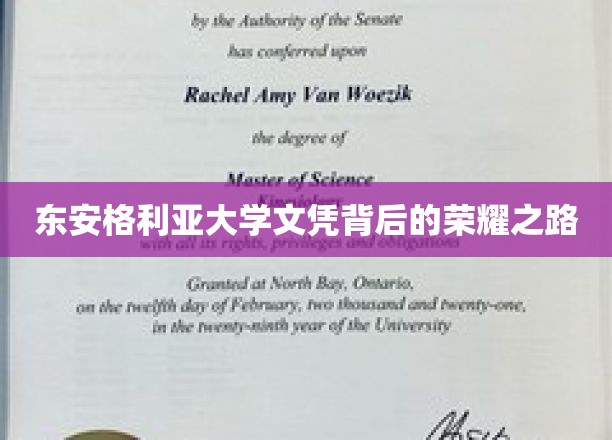 by the Authority of the Senate
has conferred upon
Rachel Amy Van Woezik
the degree of
Master of Science
东安格利亚大学文凭背后的荣耀之路
with all its rights, privileges and obligations
Granted at North Bay, Ontario,
on the twelfth day of February, two thousand and twenty-one,
in the twenty-ninth year of the University